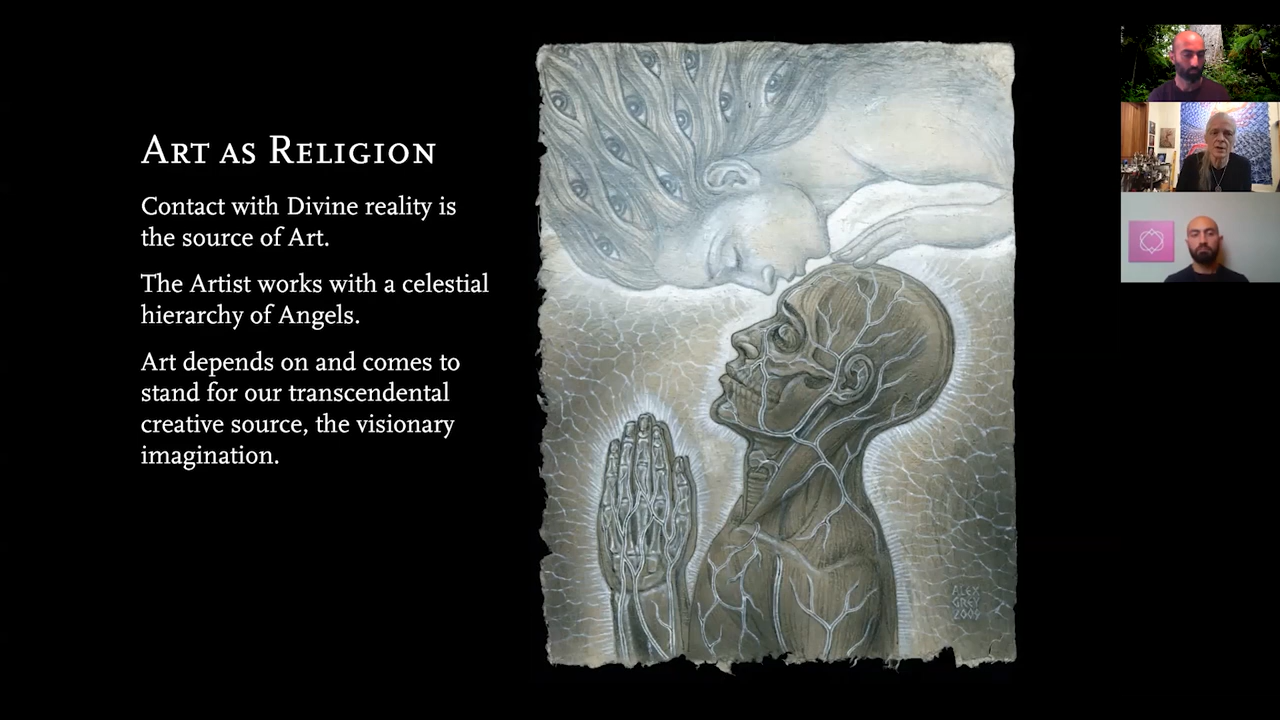 ART AS RELIGION
Contact with Divine reality is
the source of Art.
The Artist works with a celestial
hierarchy of Angels.
Art depends on and comes to
stand for our transcendental
creative source, the visionary
imagination.
ALEX
GREY
2009